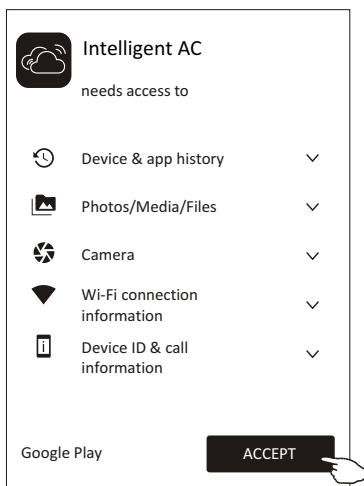 Intelligent AC
needs access to
Device & app history
Photos/Media/Files
Camera
Wi-Fi connection
information
Device ID & call
information
Google Play
ACCEPT